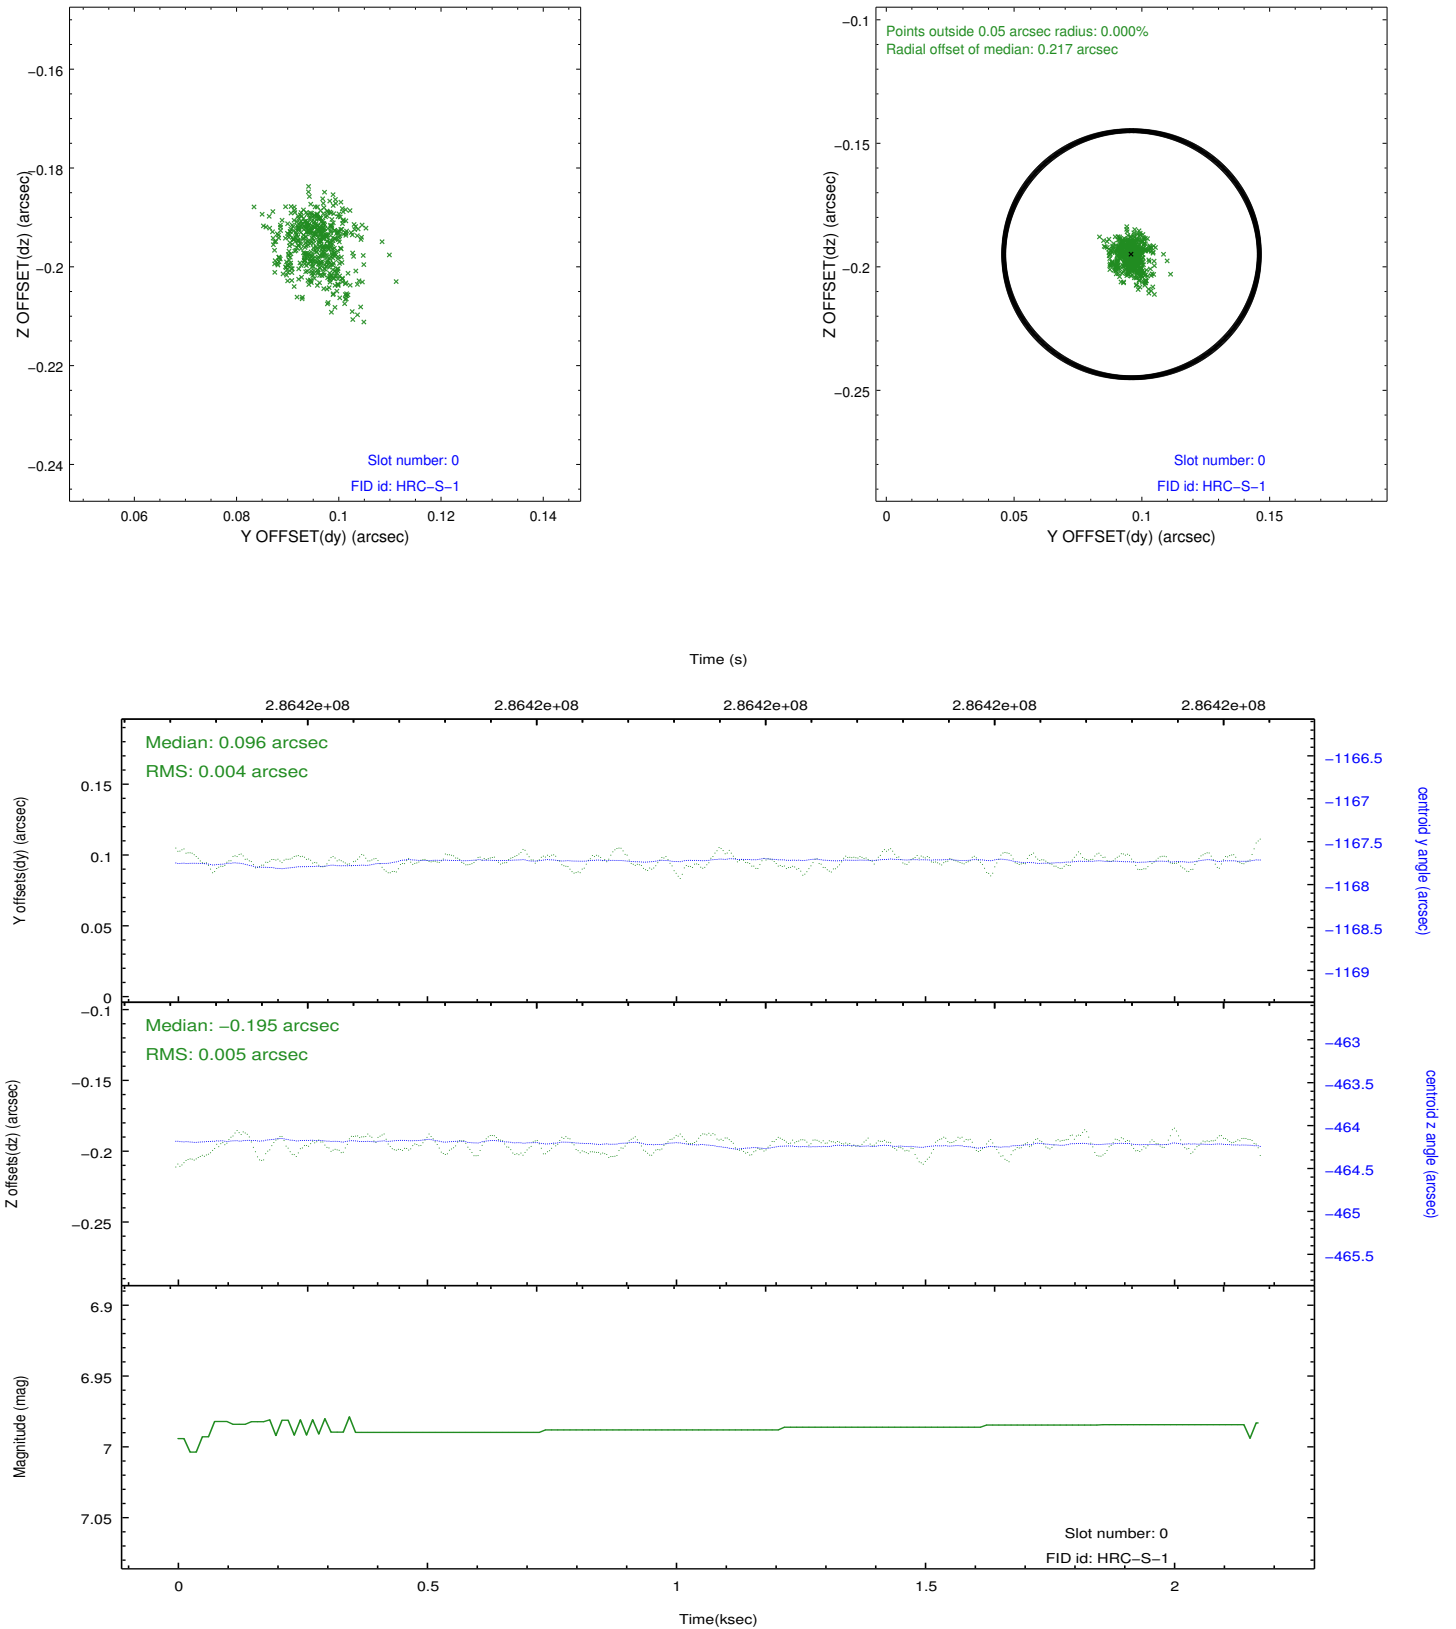 −0.16
−0.18
−0.2
−0.22
−0.24
Z OFFSET(dz) (arcsec)
Slot number: 0
FID id: HRC−S−1
0.06
0.08
0.1
0.12
0.14
Y OFFSET(dy) (arcsec)
Points outside 0.05 arcsec radius: 0.000%
Radial offset of median: 0.217 arcsec
−0.1
−0.15
−0.2
−0.25
Z OFFSET(dz) (arcsec)
Slot number: 0
FID id: HRC−S−1
0
0.05
0.1
0.15
Y OFFSET(dy) (arcsec)
Time (s)
2.8642e+08
2.8642e+08
2.8642e+08
2.8642e+08
2.8642e+08
Median: 0.096 arcsec
RMS: 0.004 arcsec
0.15
0.1
0.05
0
Y offsets(dy) (arcsec)
−1166.5
−1167
−1167.5
−1168
−1168.5
−1169
centroid y angle (arcsec)
Median: −0.195 arcsec
RMS: 0.005 arcsec
−0.1
−0.15
−0.2
−0.25
Z offsets(dz) (arcsec)
−463
−463.5
−464
−464.5
−465
−465.5
centroid z angle (arcsec)
6.9
6.95
7
7.05
Magnitude (mag)
Slot number: 0
FID id: HRC−S−1
0
0.5
1
1.5
2
Time(ksec)